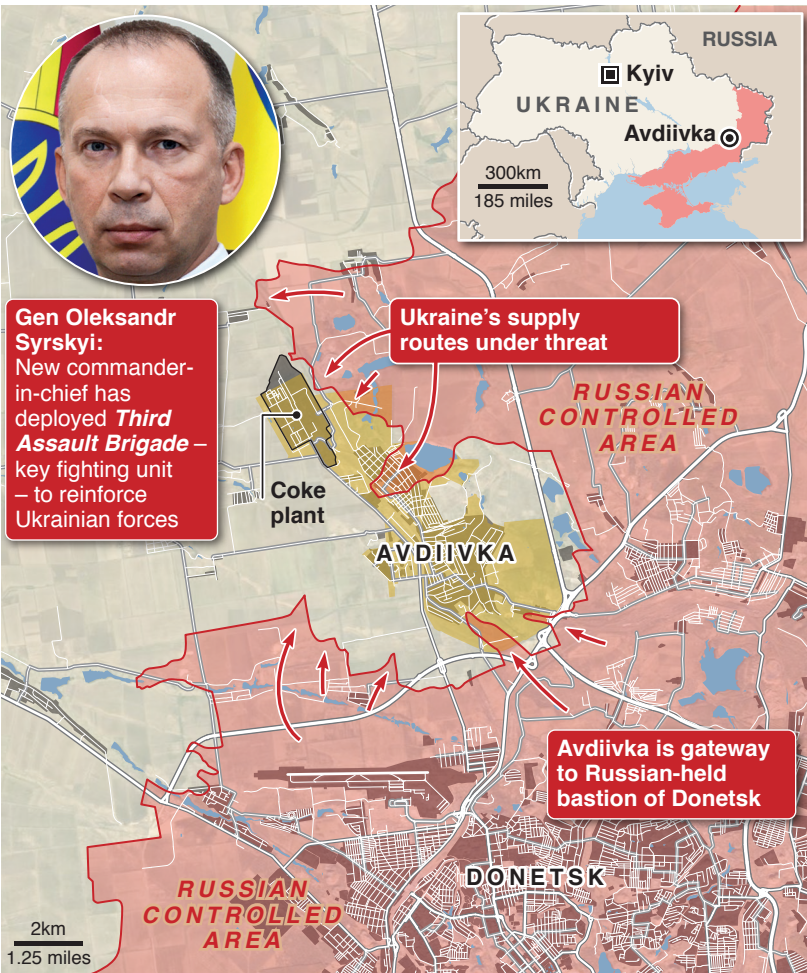 RUSSIA
Kyiv
UKRAINE
Avdiivka
300km
185 miles
Gen Oleksandr
Syrskyi:
New commander-
in-chief has
deployed Third
Assault Brigade –
key fighting unit
– to reinforce
Ukrainian forces
Ukraine’s supply
routes under threat
RUSSIAN
CONTROLLED
AREA
Coke
plant
AVDIIVKA
Avdiivka is gateway
to Russian-held
bastion of Donetsk
DONETSK
RUSSIAN
CONTROLLED
AREA
2km
1.25 miles